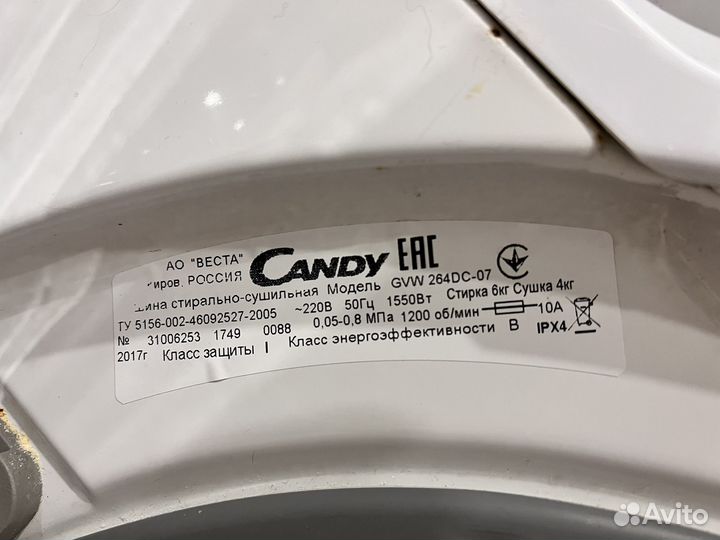 АО "ВЕСТА"
иров, РОССИЯ
CANDY
EAC
шина стирально-сушильная Модель GVW 264DC-07
ТУ 5156-002-46092527-2005 ~220В 50Гц 1550Вт Стирка 6кг Сушка 4кг
№ 31006253 1749 0088 0,05-0,8 МПа 1200 об/мин 10А
2017г Класс защиты I Класс энергоэффективности B IPX4
Avito